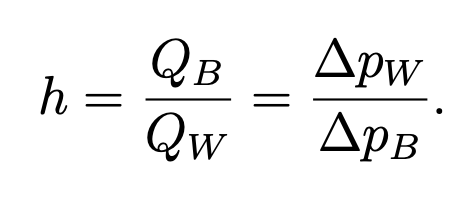 h = \frac{Q_B}{Q_W} = \frac{\Delta p_W}{\Delta p_B}.